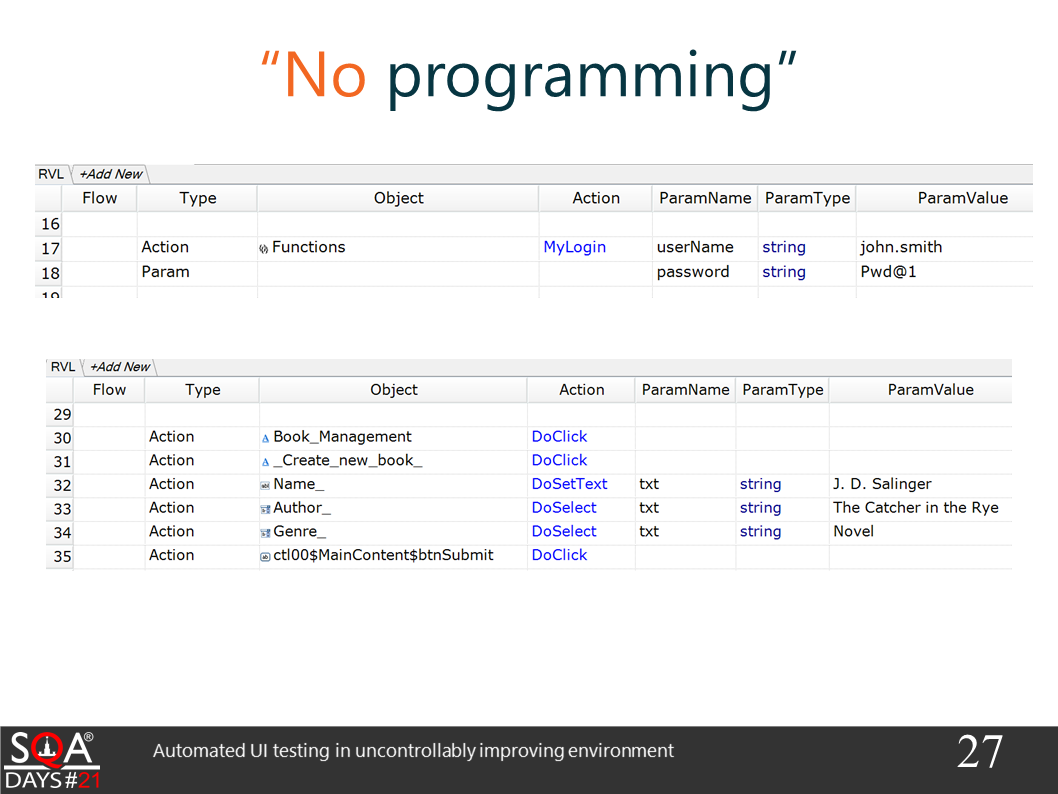 “No programming”
RVL +Add New
Flow Type Object Action ParamName ParamType ParamValue
16
17 Action Functions MyLogin userName string john.smith
18 Param password string Pwd@1
19
RVL +Add New
Flow Type Object Action ParamName ParamType ParamValue
29
30 Action Book_Management DoClick
31 Action _Create_new_book_ DoClick
32 Action Name_ DoSetText txt string J. D. Salinger
33 Action Author_ DoSelect txt string The Catcher in the Rye
34 Action Genre_ DoSelect txt string Novel
35 Action ctl00$MainContent$btnSubmit DoClick
SQA®
DAYS#21
Automated UI testing in uncontrollably improving environment
27